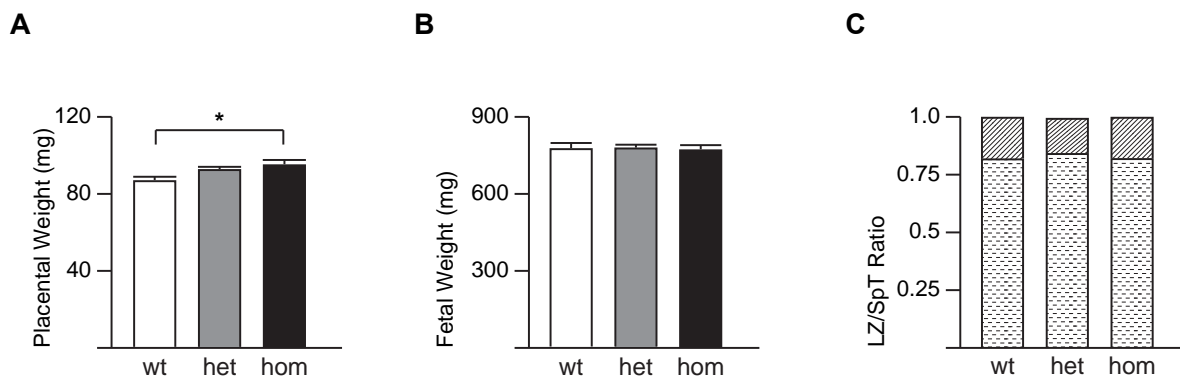 A
Placental Weight (mg)
120
80
40
*
wt het hom
B
Fetal Weight (mg)
900
600
300
wt het hom
C
LZ/SpT Ratio
1.0
0.75
0.5
0.25
wt het hom